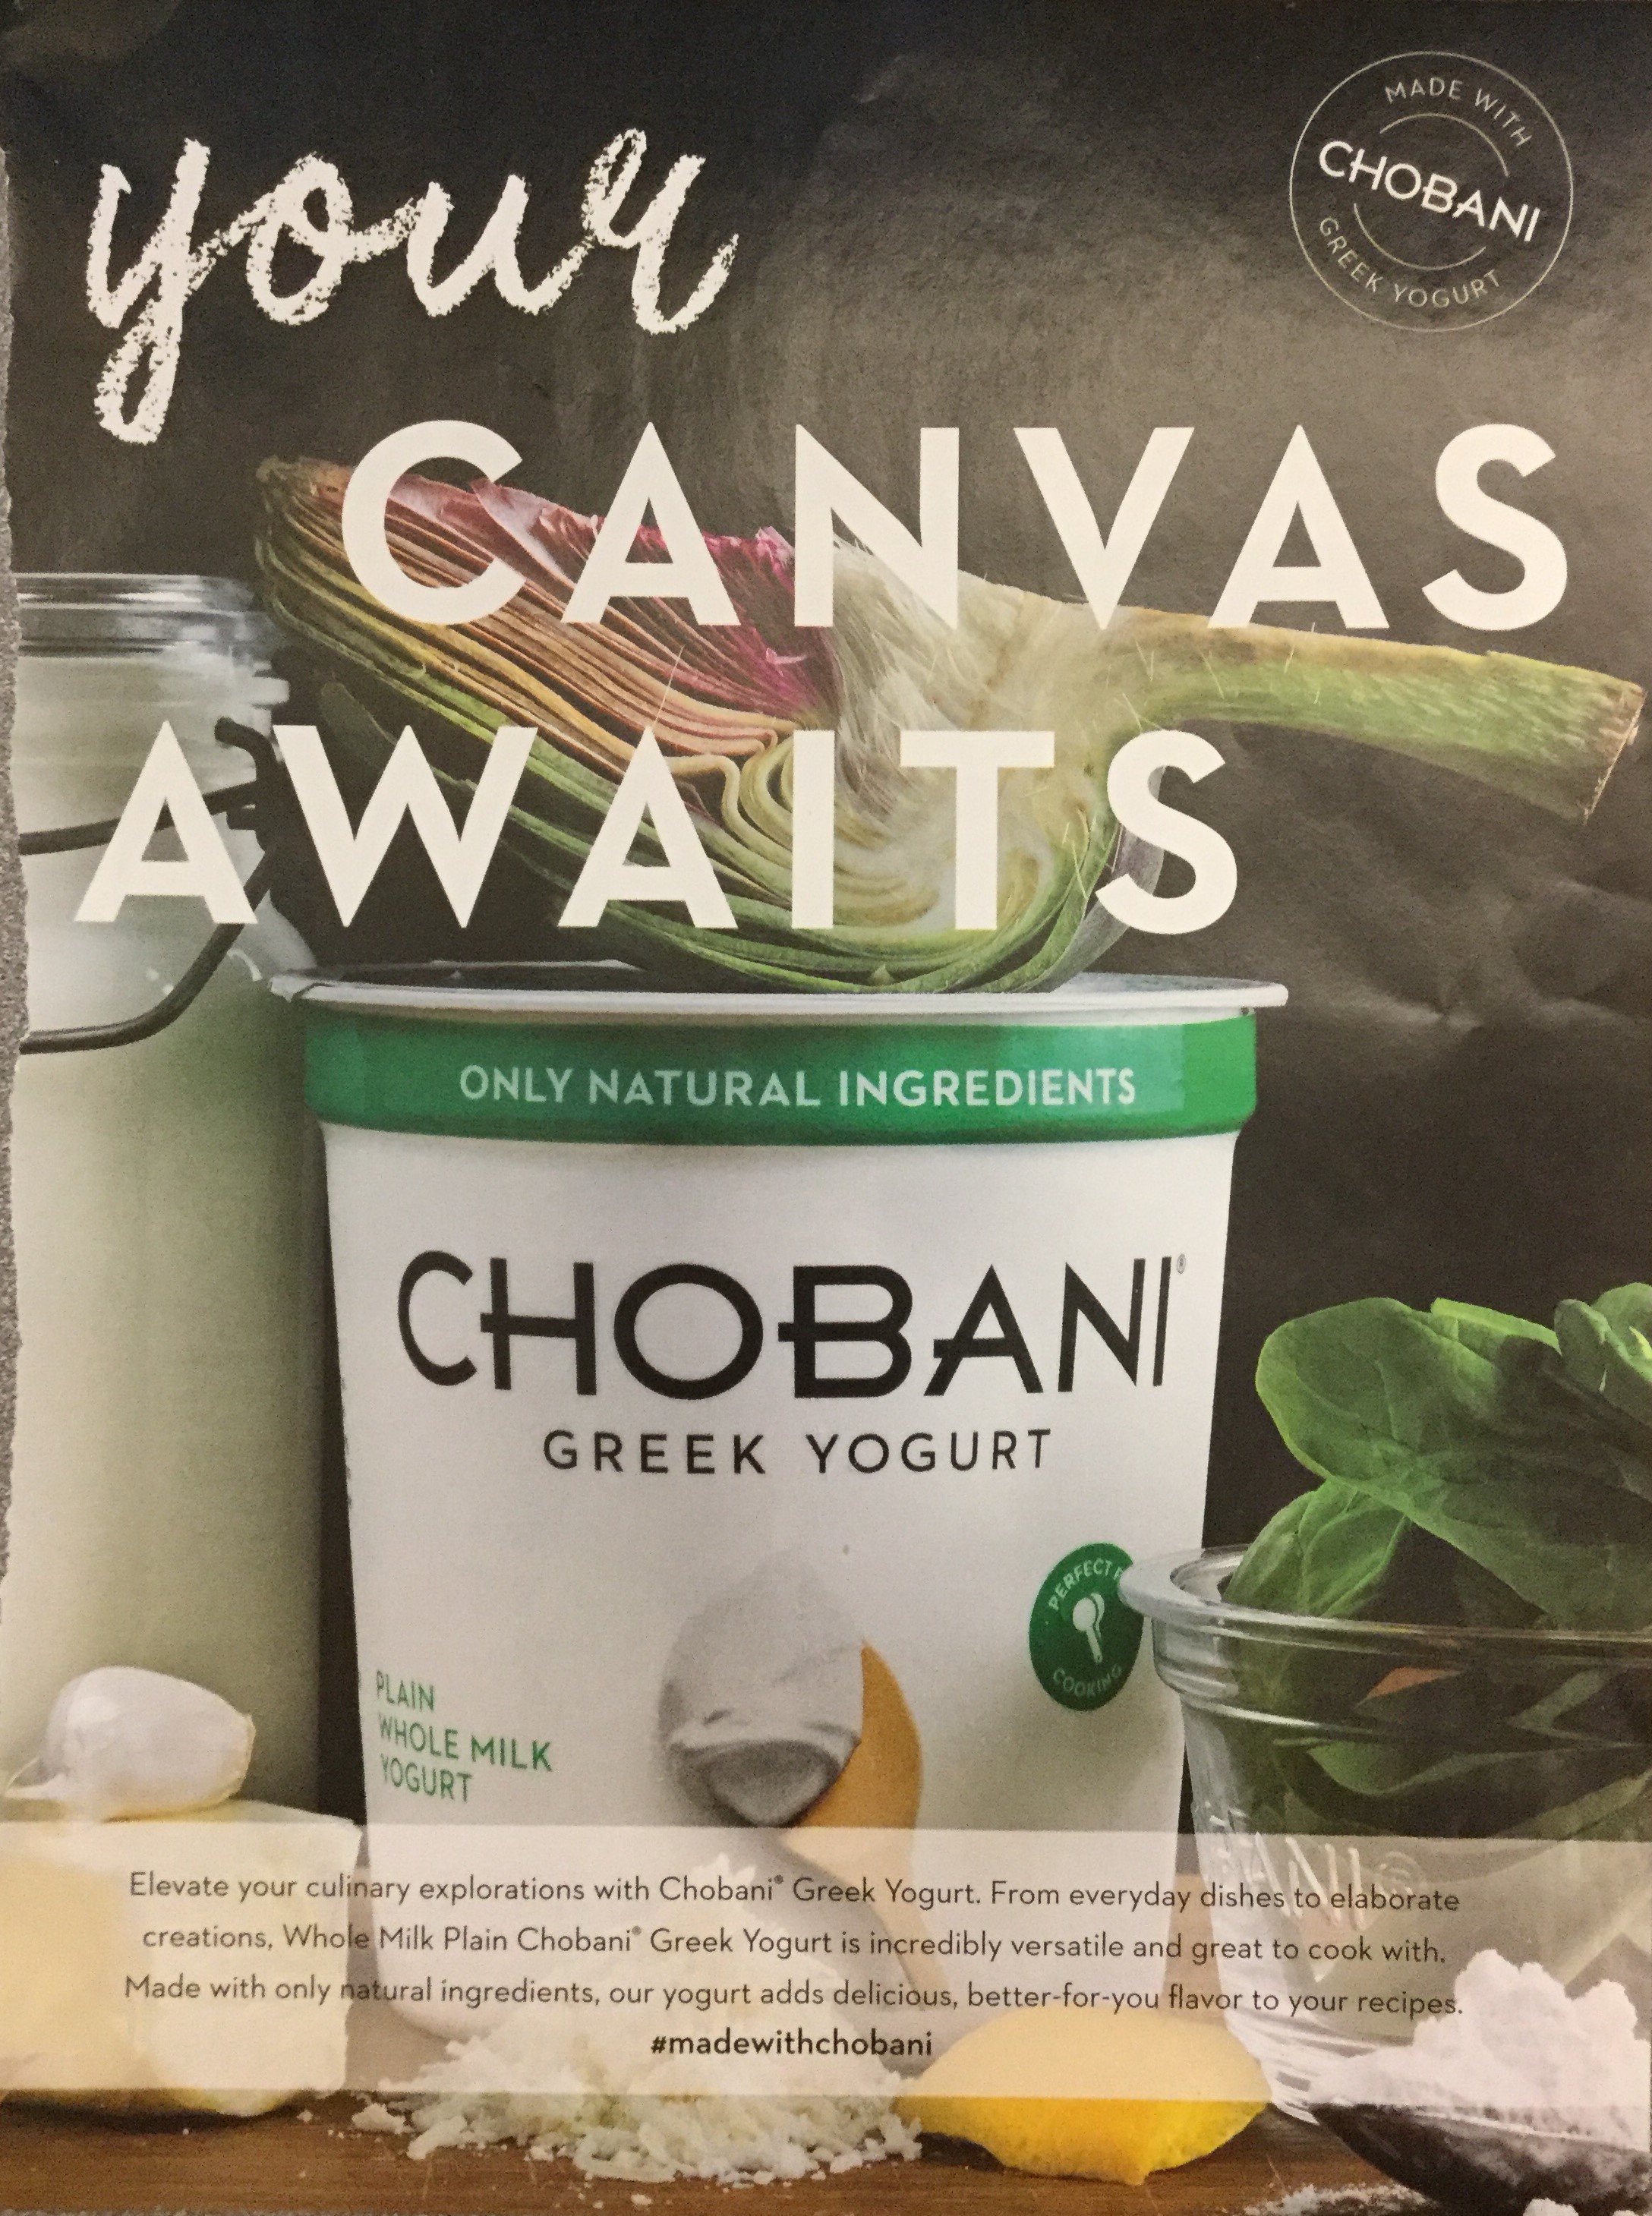 your
MADE WITH
CHOBANI
GREEK YOGURT
CANVAS
AWAITS
ONLY NATURAL INGREDIENTS
CHOBANI®
GREEK YOGURT
PERFECT
COOKING
PLAIN
WHOLE MILK
YOGURT
Elevate your culinary explorations with Chobani® Greek Yogurt. From everyday dishes to elaborate
creations, Whole Milk Plain Chobani® Greek Yogurt is incredibly versatile and great to cook with.
Made with only natural ingredients, our yogurt adds delicious, better-for-you flavor to your recipes.
#madewithchobani